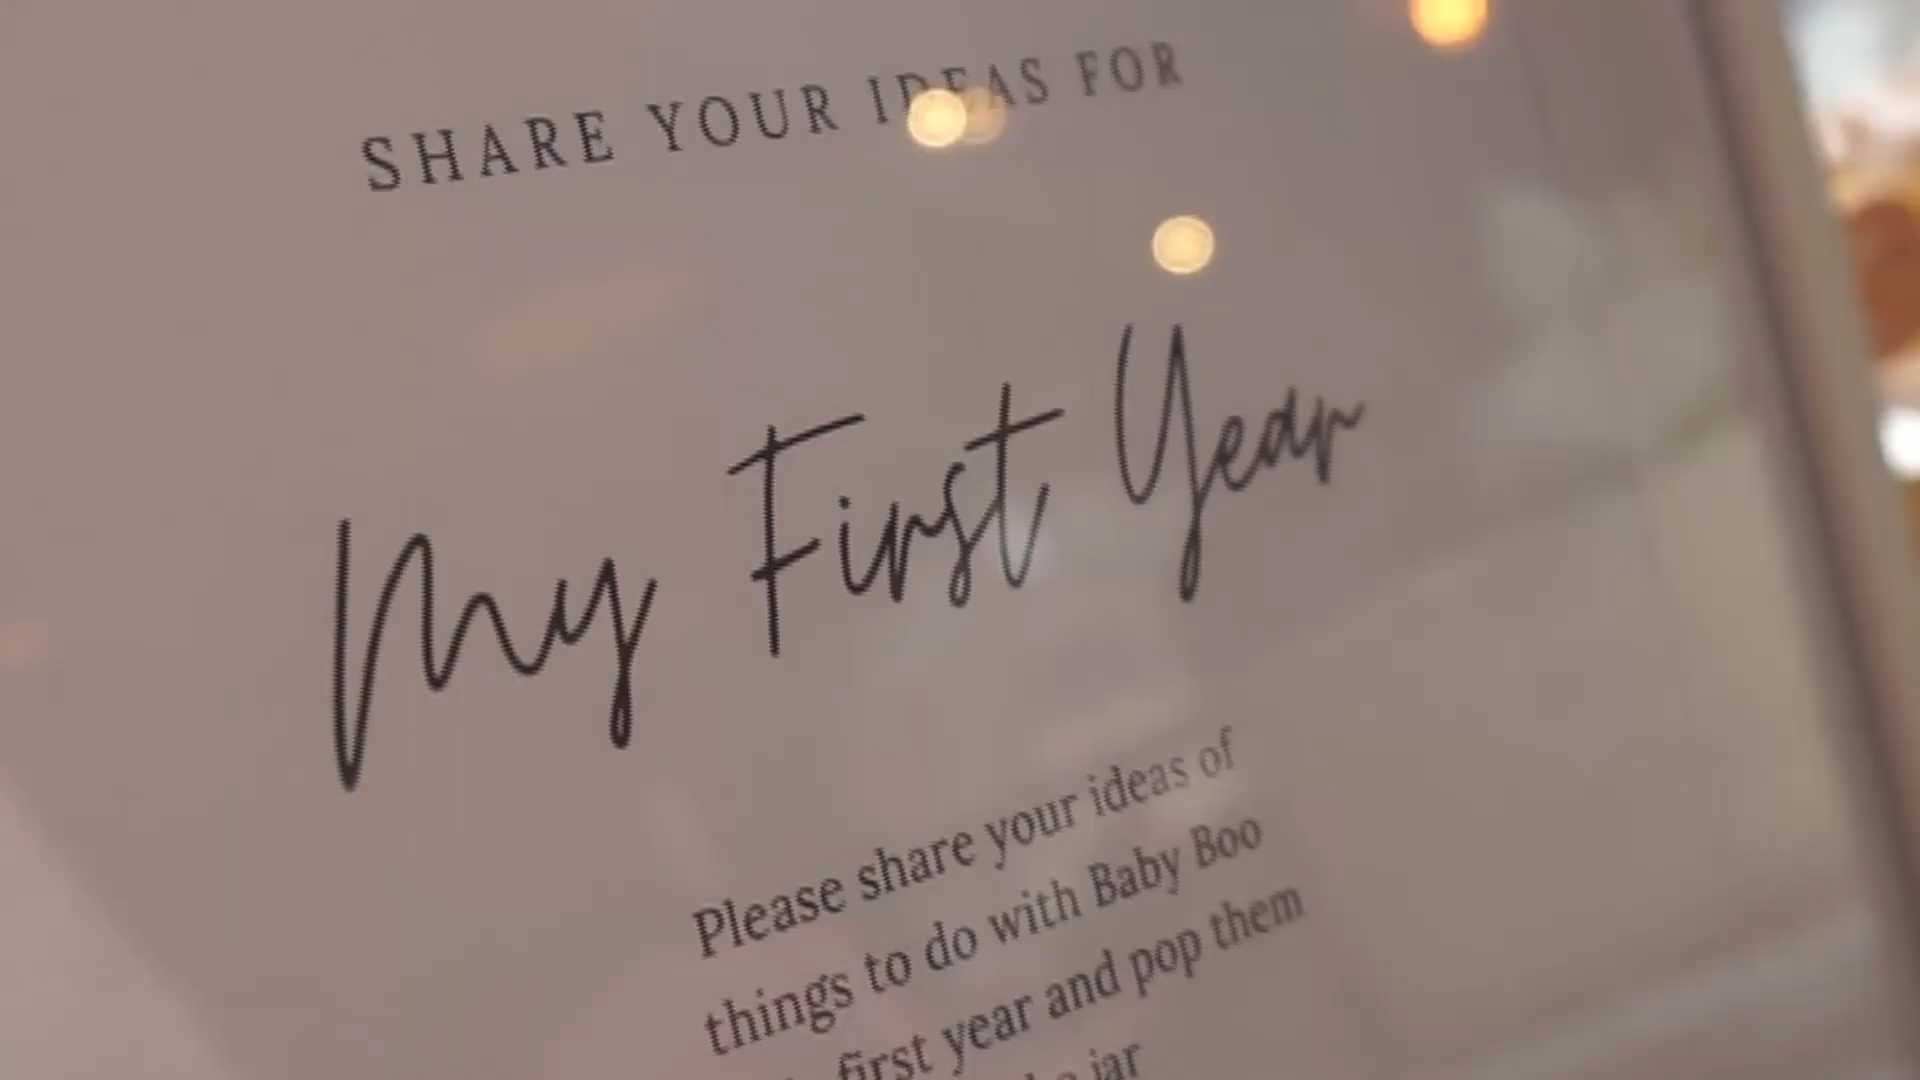 SHARE YOUR IDEAS FOR
My First Year
Please share your ideas of
things to do with Baby Boo
first year and pop them
jar